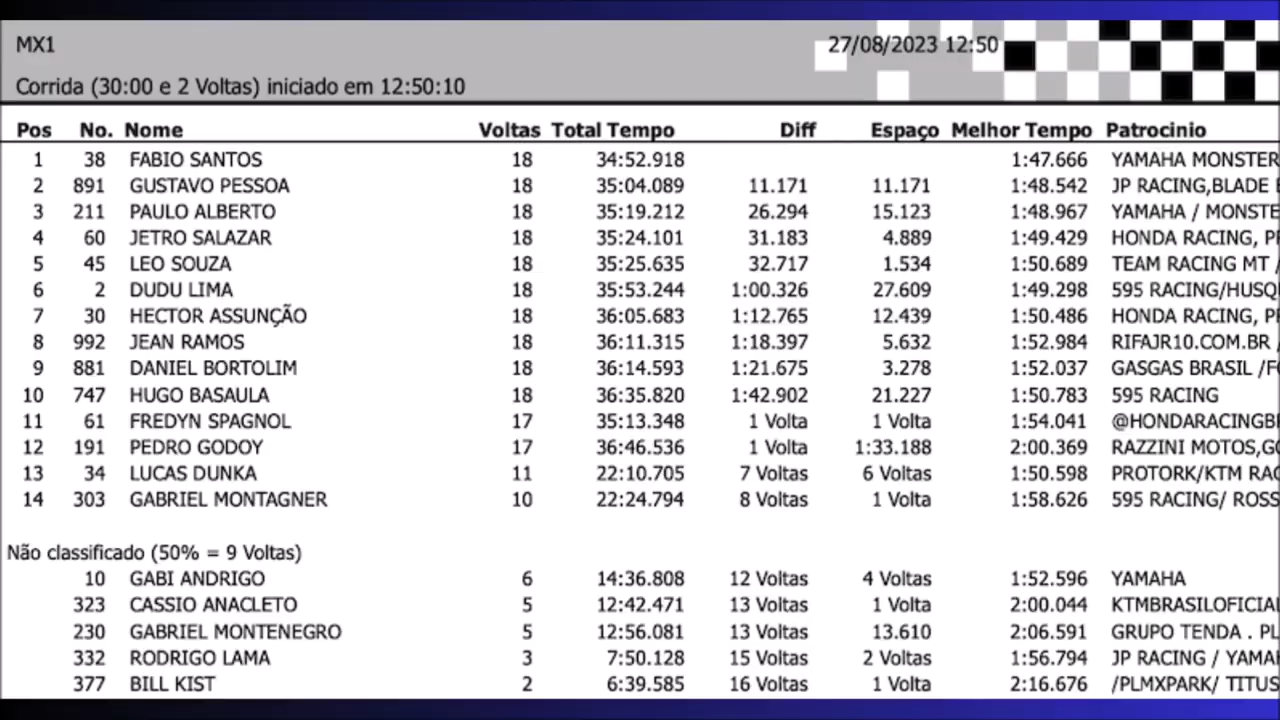 MX1 27/08/2023 12:50
Corrida (30:00 e 2 Voltas) iniciado em 12:50:10
Pos No. Nome Voltas Total Tempo Diff Espaço Melhor Tempo Patrocinio
1 38 FABIO SANTOS 18 34:52.918 1:47.666 YAMAHA MONSTER
2 891 GUSTAVO PESSOA 18 35:04.089 11.171 11.171 1:48.542 JP RACING,BLADE
3 211 PAULO ALBERTO 18 35:19.212 26.294 15.123 1:48.967 YAMAHA / MONSTE
4 60 JETRO SALAZAR 18 35:24.101 31.183 4.889 1:49.429 HONDA RACING,
5 45 LEO SOUZA 18 35:25.635 32.717 1.534 1:50.689 TEAM RACING MT /
6 2 DUDU LIMA 18 35:53.244 1:00.326 27.609 1:49.298 595 RACING/HUSQ
7 30 HECTOR ASSUNÇÃO 18 36:05.683 1:12.765 12.439 1:50.486 HONDA RACING,
8 992 JEAN RAMOS 18 36:11.315 1:18.397 5.632 1:52.984 RIFAJR10.COM.BR /
9 881 DANIEL BORTOLIM 18 36:14.593 1:21.675 3.278 1:52.037 GASGAS BRASIL /FO
10 747 HUGO BASAULA 18 36:35.820 1:42.902 21.227 1:50.783 595 RACING
11 61 FREDYN SPAGNOL 17 35:13.348 1 Volta 1 Volta 1:54.041 @HONDARACINGB
12 191 PEDRO GODOY 17 36:46.536 1 Volta 1:33.188 2:00.369 RAZZINI MOTOS,GO
13 34 LUCAS DUNKA 11 22:10.705 7 Voltas 6 Voltas 1:50.598 PROTORK/KTM RAC
14 303 GABRIEL MONTAGNER 10 22:24.794 8 Voltas 1 Volta 1:58.626 595 RACING/ ROSS
Não classificado (50% = 9 Voltas)
10 GABI ANDRIGO 6 14:36.808 12 Voltas 4 Voltas 1:52.596 YAMAHA
323 CASSIO ANACLETO 5 12:42.471 13 Voltas 1 Volta 2:00.044 KTMBRASILOFICIAL
230 GABRIEL MONTENEGRO 5 12:56.081 13 Voltas 13.610 2:06.591 GRUPO TENDA . PL
332 RODRIGO LAMA 3 7:50.128 15 Voltas 2 Voltas 1:56.794 JP RACING / YAMA
377 BILL KIST 2 6:39.585 16 Voltas 1 Volta 2:16.676 /PLMXPARK/ TITUS